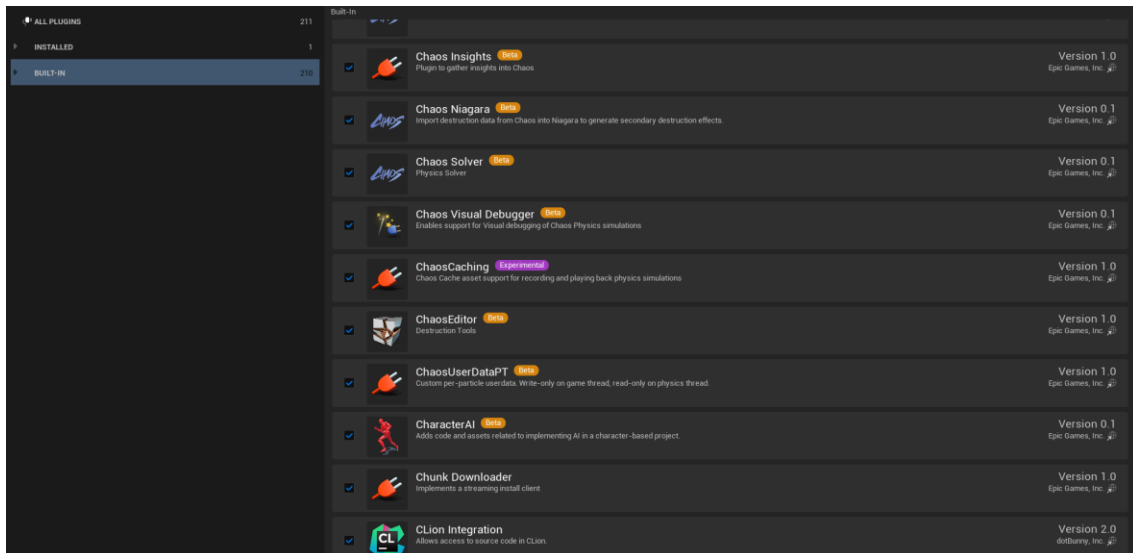 ALL PLUGINS 211
INSTALLED 1
BUILT-IN 210
Built-In
Chaos Insights Beta Version 1.0
Plugin to gather insights into Chaos Epic Games, Inc.
Chaos Niagara Beta Version 0.1
CHAOS Import destruction data from Chaos into Niagara to generate secondary destruction effects. Epic Games, Inc.
Chaos Solver Beta Version 0.1
CHAOS Physics Solver Epic Games, Inc.
Chaos Visual Debugger Beta Version 0.1
Enables support for Visual debugging of Chaos Physics simulations Epic Games, Inc.
ChaosCaching Experimental Version 1.0
Chaos Cache asset support for recording and playing back physics simulations Epic Games, Inc.
ChaosEditor Beta Version 1.0
Destruction Tools Epic Games, Inc.
ChaosUserDataPT Beta Version 1.0
Custom per-particle userdata. Write-only on game thread, read-only on physics thread. Epic Games, Inc.
CharacterAI Beta Version 0.1
Adds code and assets related to implementing AI in a character-based project. Epic Games, Inc.
Chunk Downloader Version 1.0
Implements a streaming install client Epic Games, Inc.
CLion Integration Version 2.0
CL Allows access to source code in CLion. dotBunny, Inc.